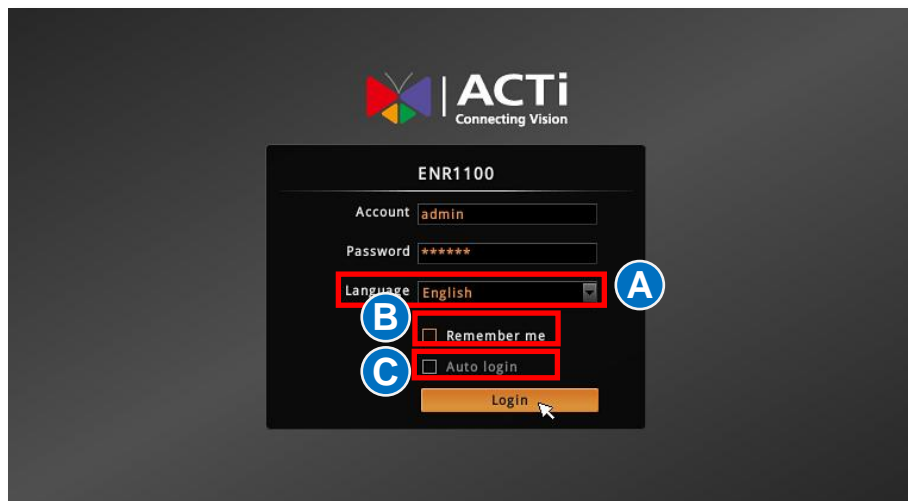 ACTi
Connecting Vision
ENR1100
Account admin
Password ******
Language English
A
B
Remember me
C
Auto login
Login